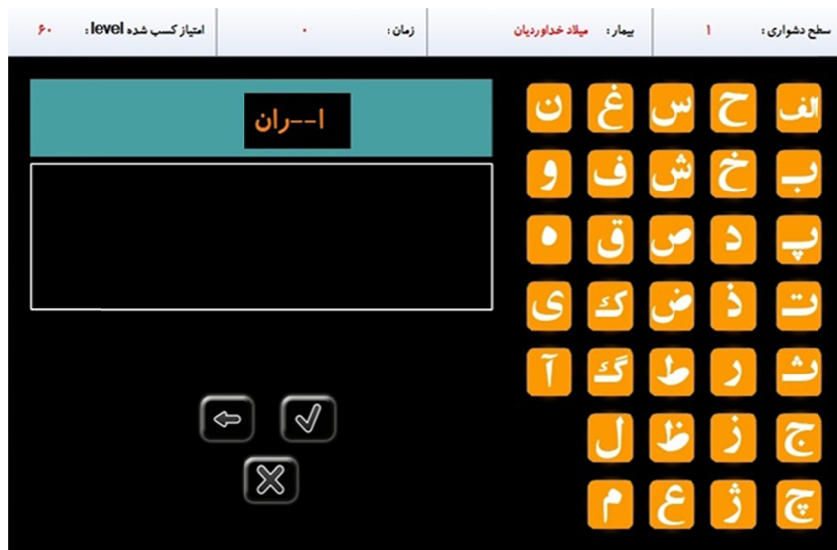 سطح دشواری : ۱ بیمار : میلاد خداوردیان زمان : ۰ امتیاز کسب شده level : ۶۰
ا--ران
الف ح س غ ن
ب خ ش ف و
پ د ص ق ه
ت ذ ض ک ی
ث ر ط گ آ
ج ز ظ ل
چ ژ ع م